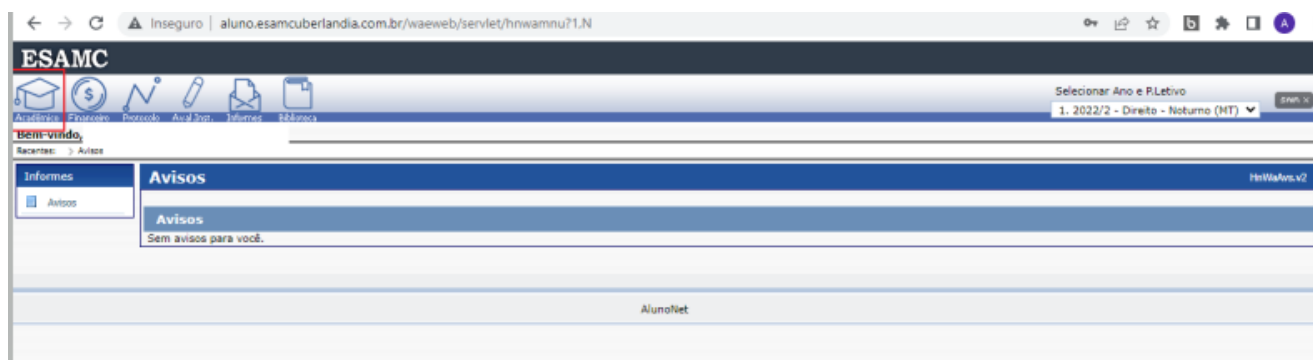 Inseguro | aluno.esamcuberlandia.com.br/waeweb/servlet/hnwamnu?1,N
A
ESAMC
Selecionar Ano e P.Letivo
1. 2022/2 - Direito - Noturno (MT)
Acadêmico Financeiro Protocolo Aval.Inst. Informes Biblioteca
Bem-vindo,
Recentes: > Avisos
Informes
Avisos
Avisos
HnWaAvs.v2
Avisos
Sem avisos para você.
AlunoNet